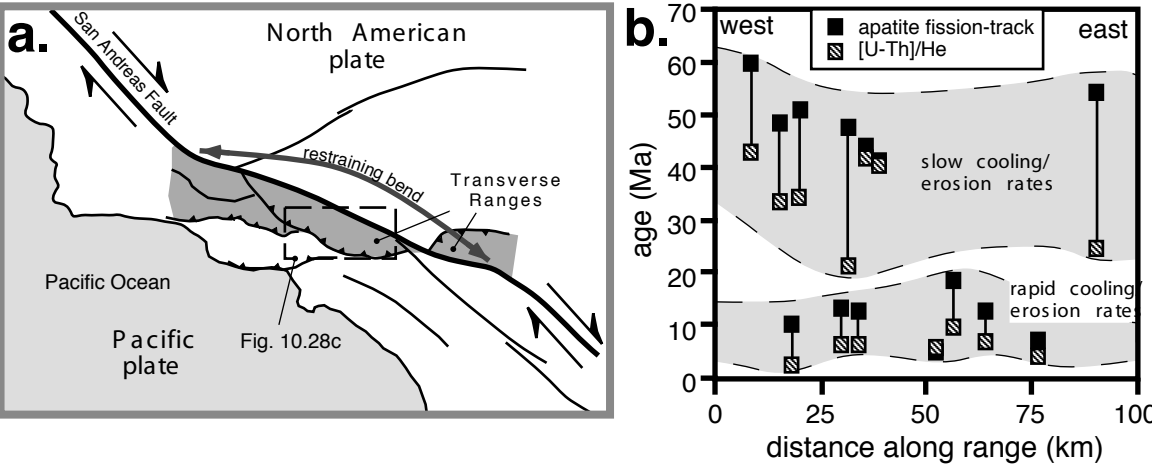 a.
San Andreas Fault
North American
plate
restraining bend
Transverse
Ranges
Pacific Ocean
Pacific
plate
Fig. 10.28c
b.
70
60
50
40
30
20
10
0
age (Ma)
west
apatite fission-track
[U-Th]/He
east
slow cooling/
erosion rates
rapid cooling/
erosion rates
0
25
50
75
100
distance along range (km)